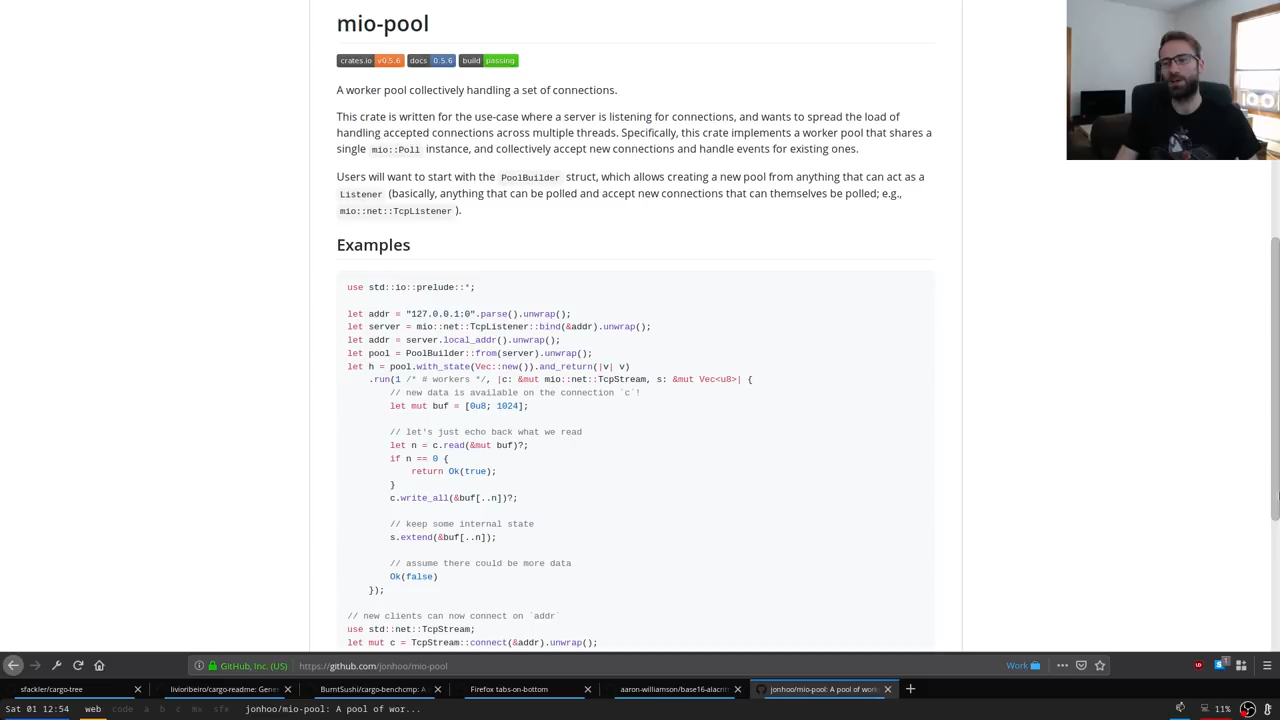 mio-pool
crates.io v0.5.6 docs 0.5.6 build passing
A worker pool collectively handling a set of connections.
This crate is written for the use-case where a server is listening for connections, and wants to spread the load of
handling accepted connections across multiple threads. Specifically, this crate implements a worker pool that shares a
single mio::Poll instance, and collectively accept new connections and handle events for existing ones.
Users will want to start with the PoolBuilder struct, which allows creating a new pool from anything that can act as a
Listener (basically, anything that can be polled and accept new connections that can themselves be polled; e.g.,
mio::net::TcpListener ).
Examples
use std::io::prelude::*;
let addr = "127.0.0.1:0".parse().unwrap();
let server = mio::net::TcpListener::bind(&addr).unwrap();
let addr = server.local_addr().unwrap();
let pool = PoolBuilder::from(server).unwrap();
let h = pool.with_state(Vec::new()).and_return(|v| v)
.run(1 /* # workers */, |c: &mut mio::net::TcpStream, s: &mut Vec<u8>| {
// new data is available on the connection `c`!
let mut buf = [0u8; 1024];
// let's just echo back what we read
let n = c.read(&mut buf)?;
if n == 0 {
return Ok(true);
}
c.write_all(&buf[..n])?;
// keep some internal state
s.extend(&buf[..n]);
// assume there could be more data
Ok(false)
});
// new clients can now connect on `addr`
use std::net::TcpStream;
let mut c = TcpStream::connect(&addr).unwrap();
GitHub, Inc. (US) https://github.com/jonhoo/mio-pool Work
sfackler/cargo-tree livioribeiro/cargo-readme: Gene BurntSushi/cargo-benchcmp: A Firefox tabs-on-bottom aaron-williamson/base16-alacrit jonhoo/mio-pool: A pool of work
Sat 01 12:54 web code a b c mx sfx jonhoo/mio-pool: A pool of wor... 11%